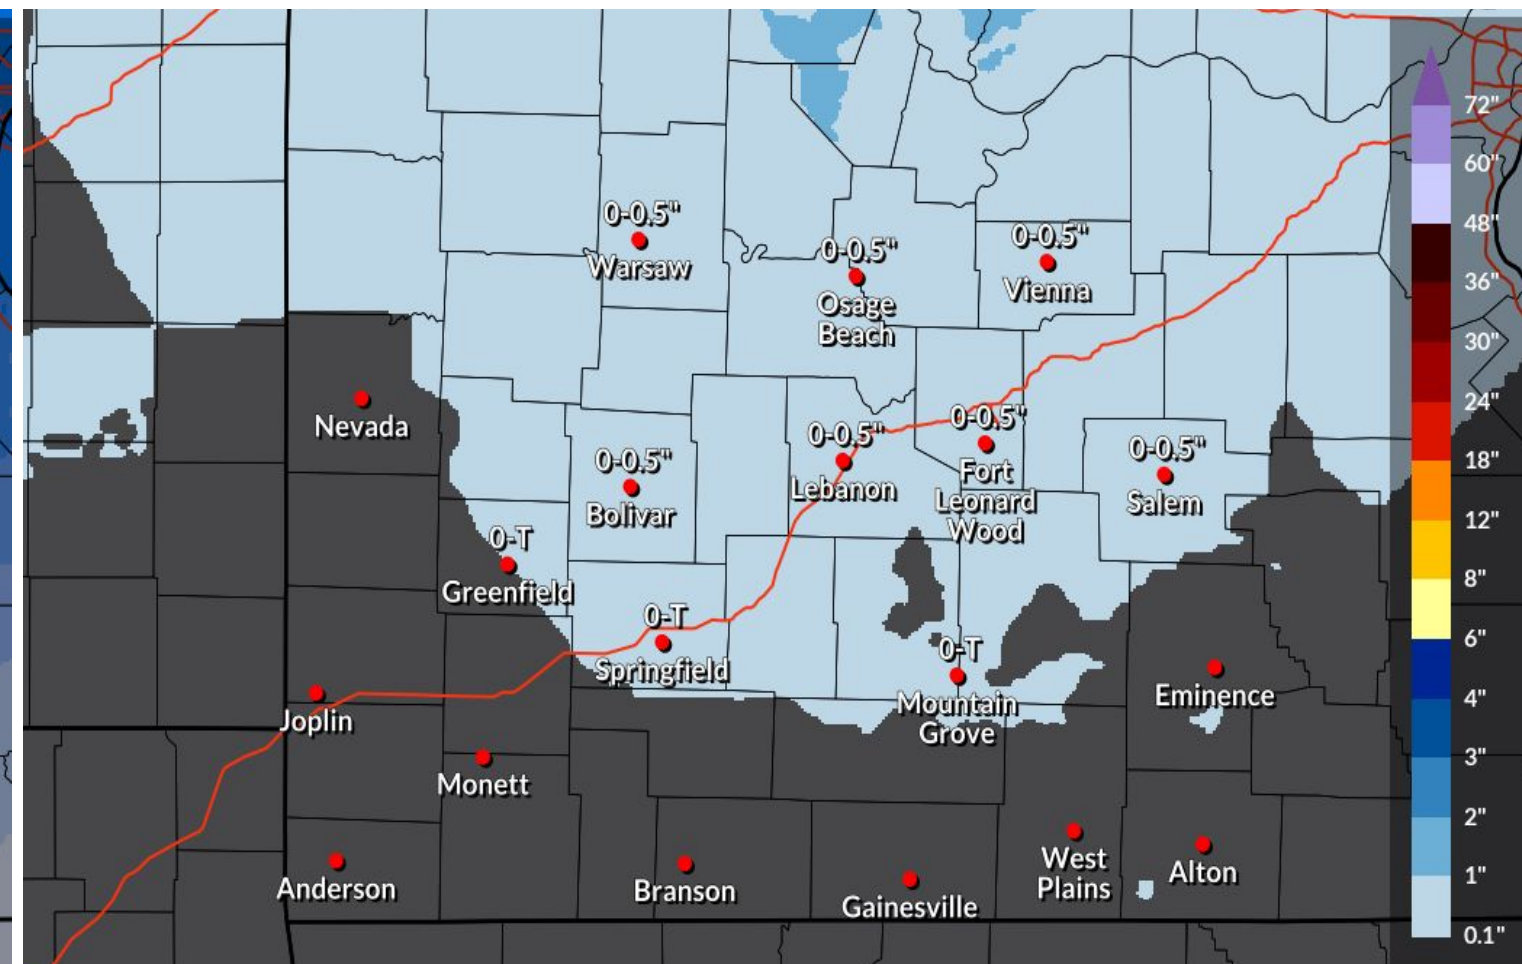 72"
60"
48"
36"
30"
24"
18"
12"
8"
6"
4"
3"
2"
1"
0.1"
0-0.5"
Warsaw
0-0.5"
Osage
Beach
0-0.5"
Vienna
Nevada
0-0.5"
Bolivar
0-0.5"
Lebanon
0-0.5"
Fort
Leonard
Wood
0-0.5"
Salem
0-T
Greenfield
0-T
Springfield
0-T
Mountain
Grove
Eminence
Joplin
Monett
Anderson
Branson
Gainesville
West
Plains
Alton